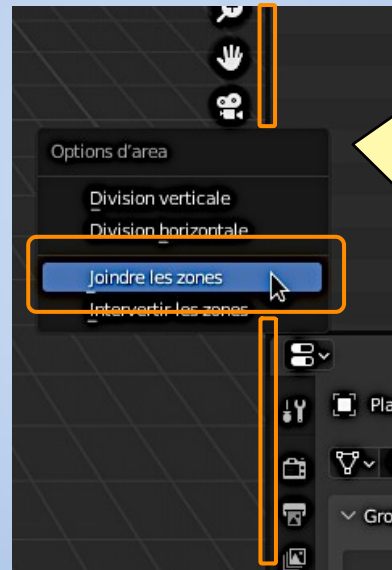 Options d'area
Division verticale
Division horizontale
Joindre les zones
Intervertir les zones
Pla
Gro